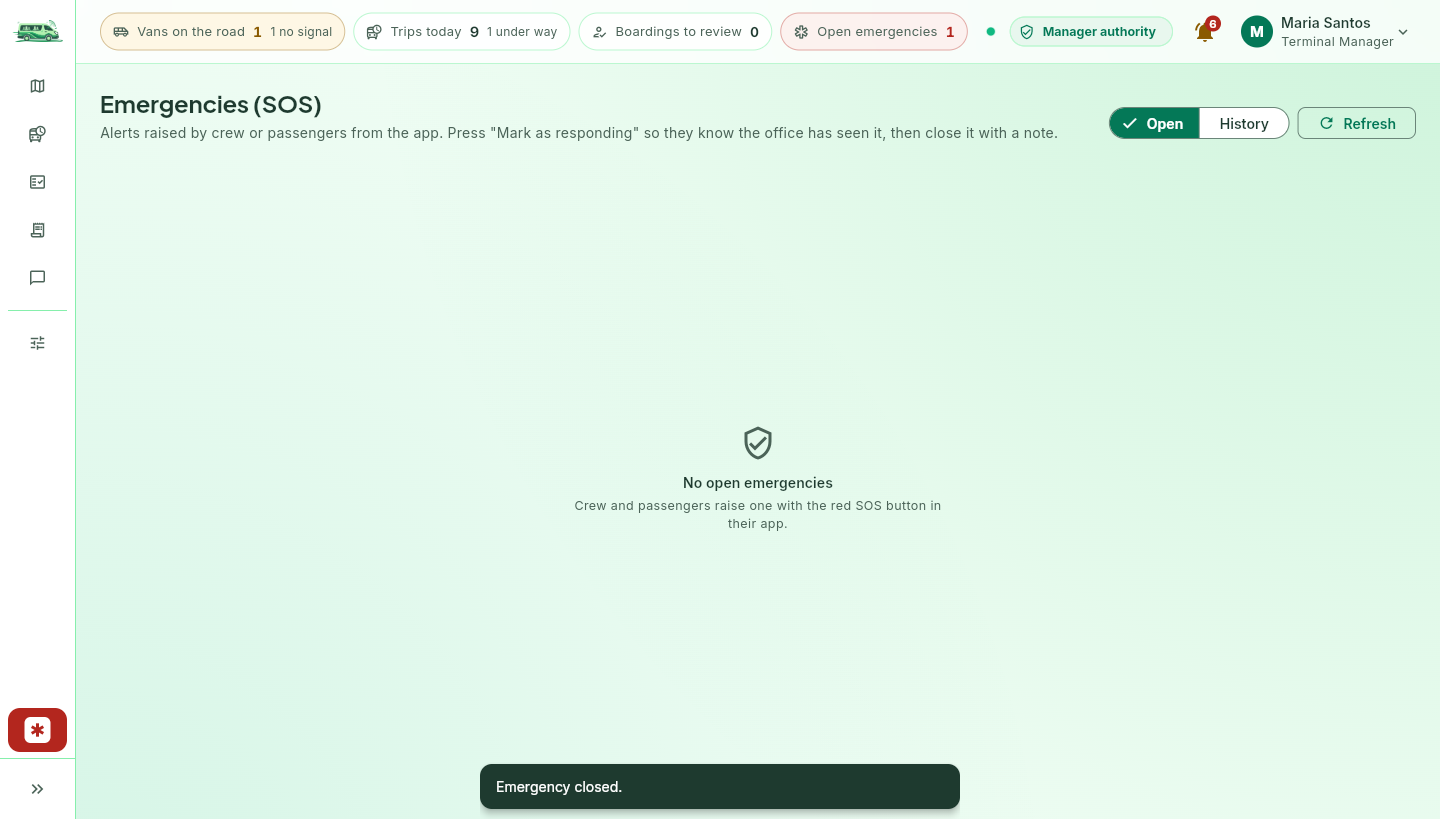 Vans on the road 1 1 no signal
Trips today 9 1 under way
Boardings to review 0
Open emergencies 1
Manager authority
6
M
Maria Santos
Terminal Manager
Emergencies (SOS)
Alerts raised by crew or passengers from the app. Press "Mark as responding" so they know the office has seen it, then close it with a note.
Open
History
Refresh
No open emergencies
Crew and passengers raise one with the red SOS button in
their app.
Emergency closed.